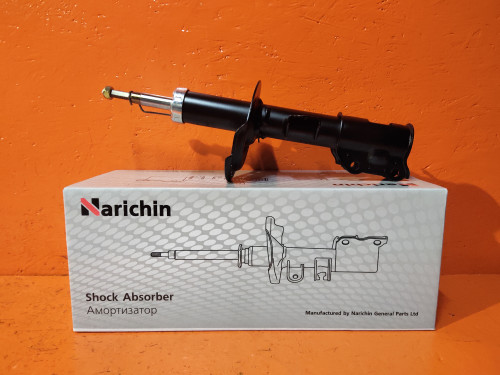 Narichin
Shock Absorber
Амортизатор
Manufactured by Narichin General Parts Ltd